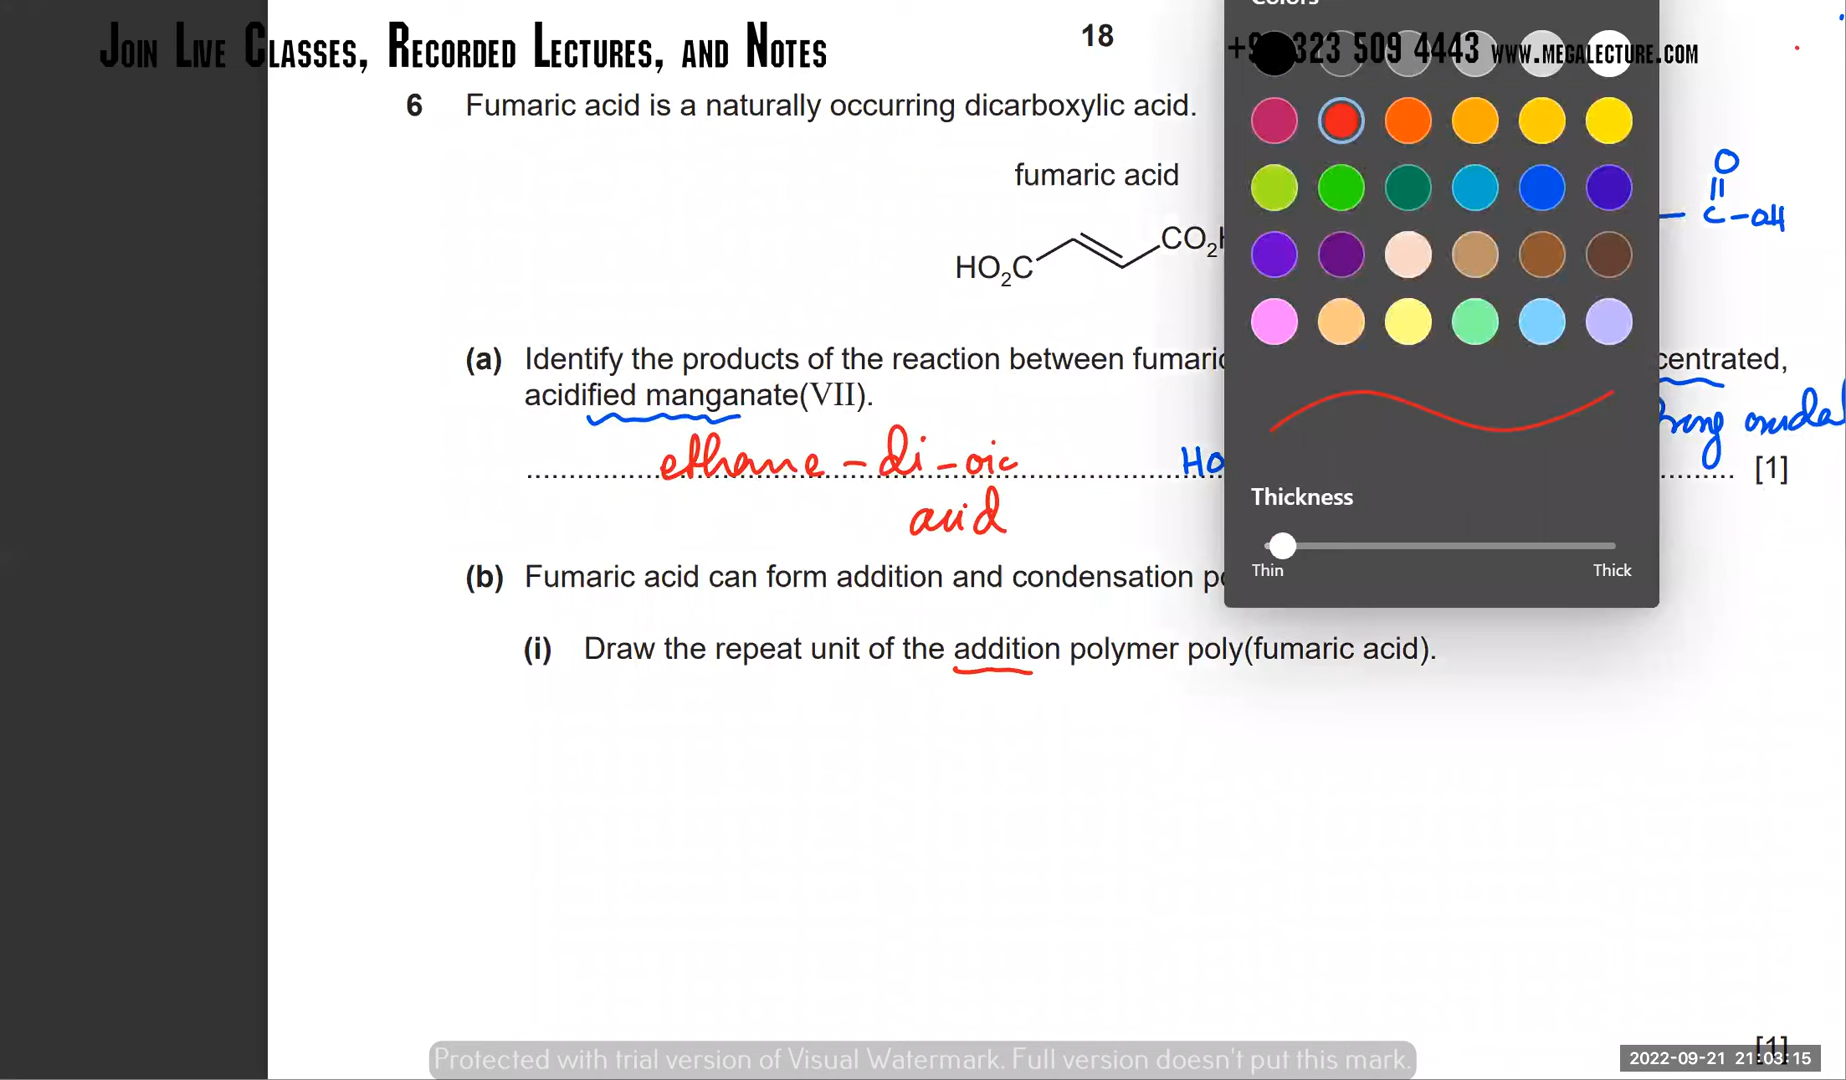 JOIN LIVE CLASSES, RECORDED LECTURES, AND NOTES
18
Colors
323 509 4443 WWW.MEGALECTURE.COM
6 Fumaric acid is a naturally occurring dicarboxylic acid.
fumaric acid
O
C-OH
HO2C
CO2H
(a) Identify the products of the reaction between fumaric
centrated,
acidified manganate(VII).
ethane-di-oic
HO
[1]
acid
Thickness
Thin
Thick
(b) Fumaric acid can form addition and condensation
(i) Draw the repeat unit of the addition polymer poly(fumaric acid).
[1]
Protected with trial version of Visual Watermark. Full version doesn't put this mark.
2022-09-21 21:03:15